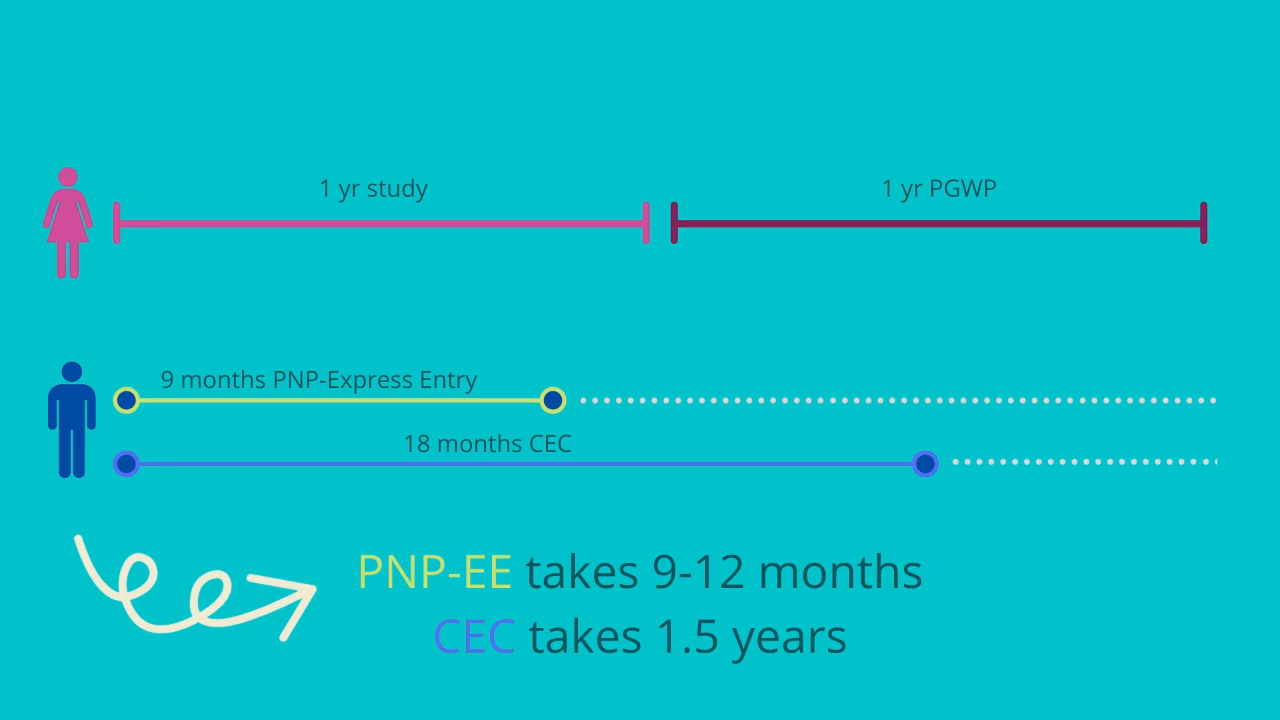 1 yr study
1 yr PGWP
9 months PNP-Express Entry
18 months CEC
PNP-EE takes 9-12 months
CEC takes 1.5 years